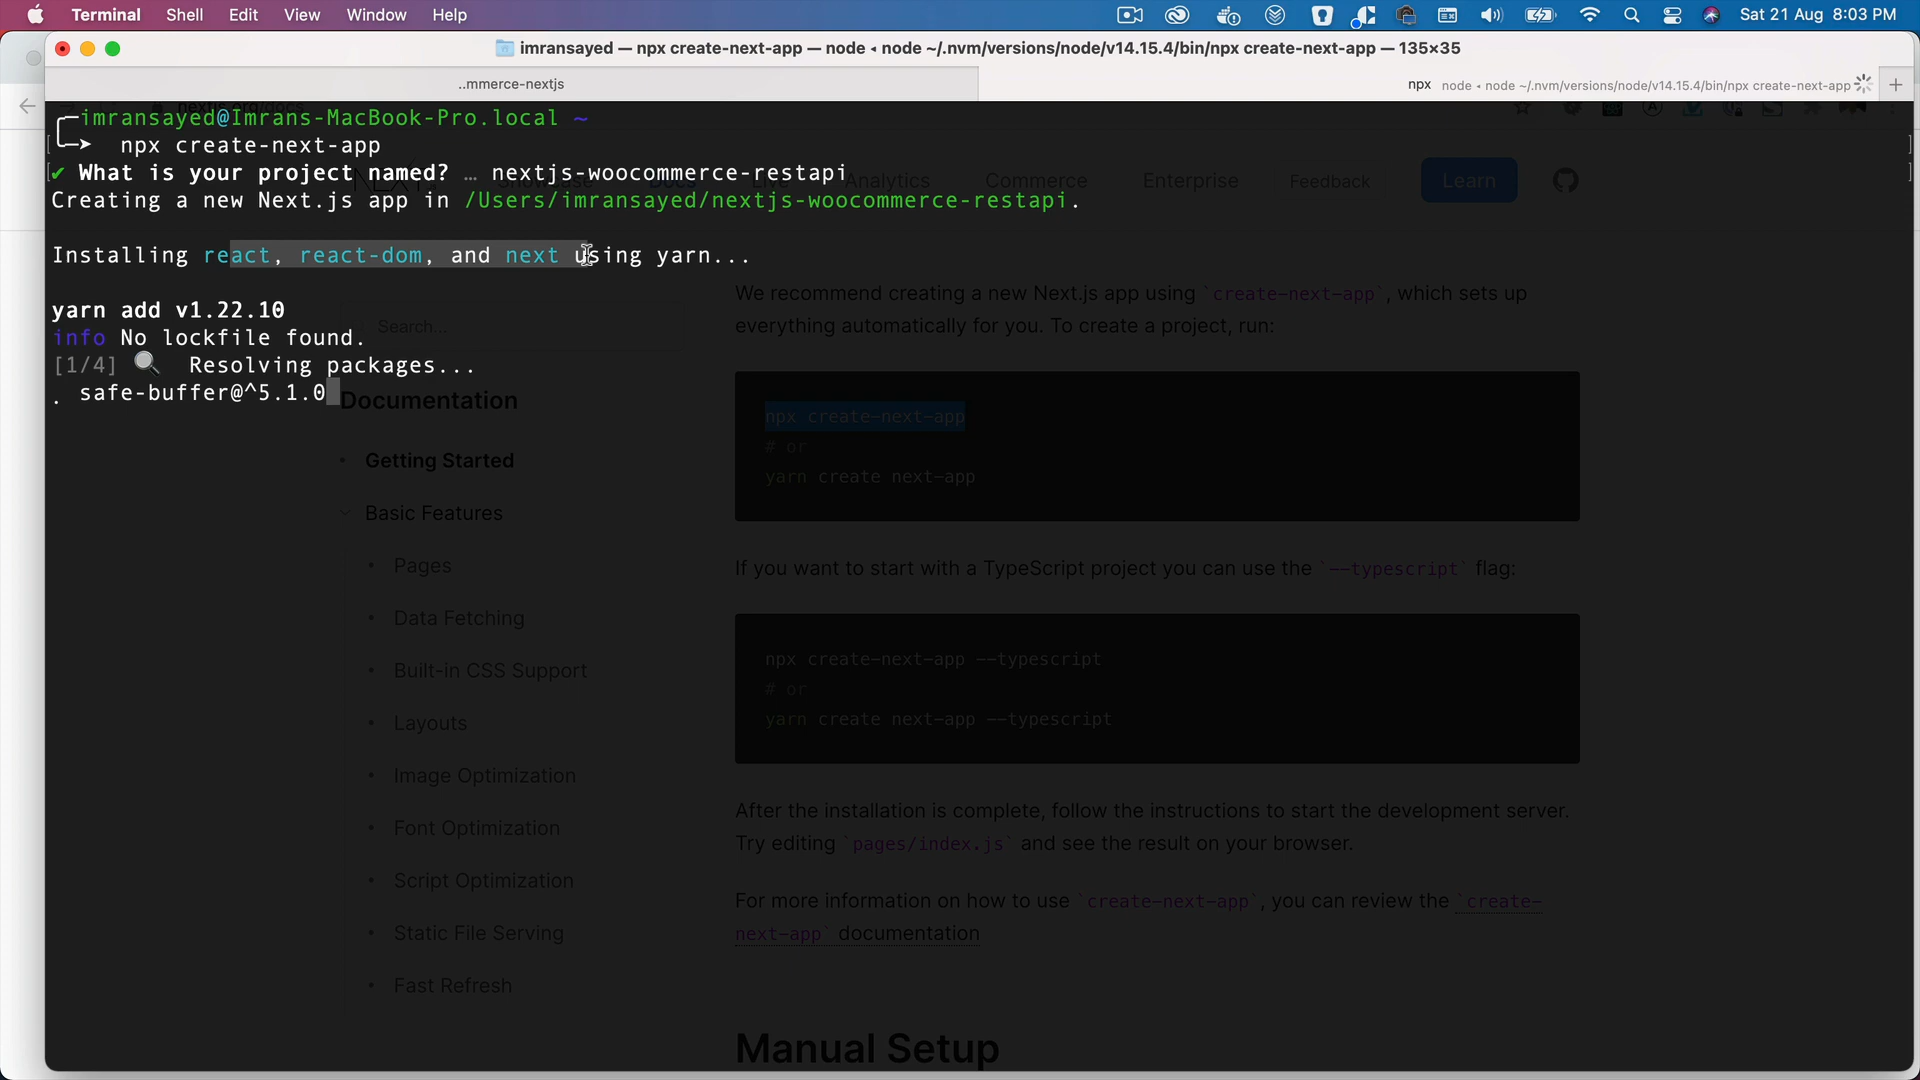 Terminal Shell Edit View Window Help Sat 21 Aug 8:03 PM
imransayed — npx create-next-app — node ◂ node ~/.nvm/versions/node/v14.15.4/bin/npx create-next-app — 135×35
..mmerce-nextjs npx node ◂ node ~/.nvm/versions/node/v14.15.4/bin/npx create-next-app +
nextjs.org/docs
imransayed@Imrans-MacBook-Pro.local ~
npx create-next-app
✔ What is your project named? … nextjs-woocommerce-restapi
Showcase Docs Analytics Commerce Enterprise Feedback Learn
Creating a new Next.js app in /Users/imransayed/nextjs-woocommerce-restapi.
Installing react, react-dom, and next using yarn...
yarn add v1.22.10
info No lockfile found.
[1/4] 🔍 Resolving packages...
. safe-buffer@^5.1.0
Search...
Documentation
Getting Started
Basic Features
Pages
Data Fetching
Built-in CSS Support
Layouts
Image Optimization
Font Optimization
Script Optimization
Static File Serving
Fast Refresh
We recommend creating a new Next.js app using `create-next-app`, which sets up
everything automatically for you. To create a project, run:
npx create-next-app
# or
yarn create next-app
If you want to start with a TypeScript project you can use the `--typescript` flag:
npx create-next-app --typescript
# or
yarn create next-app --typescript
After the installation is complete, follow the instructions to start the development server.
Try editing `pages/index.js` and see the result on your browser.
For more information on how to use `create-next-app`, you can review the `create-
next-app` documentation
Manual Setup